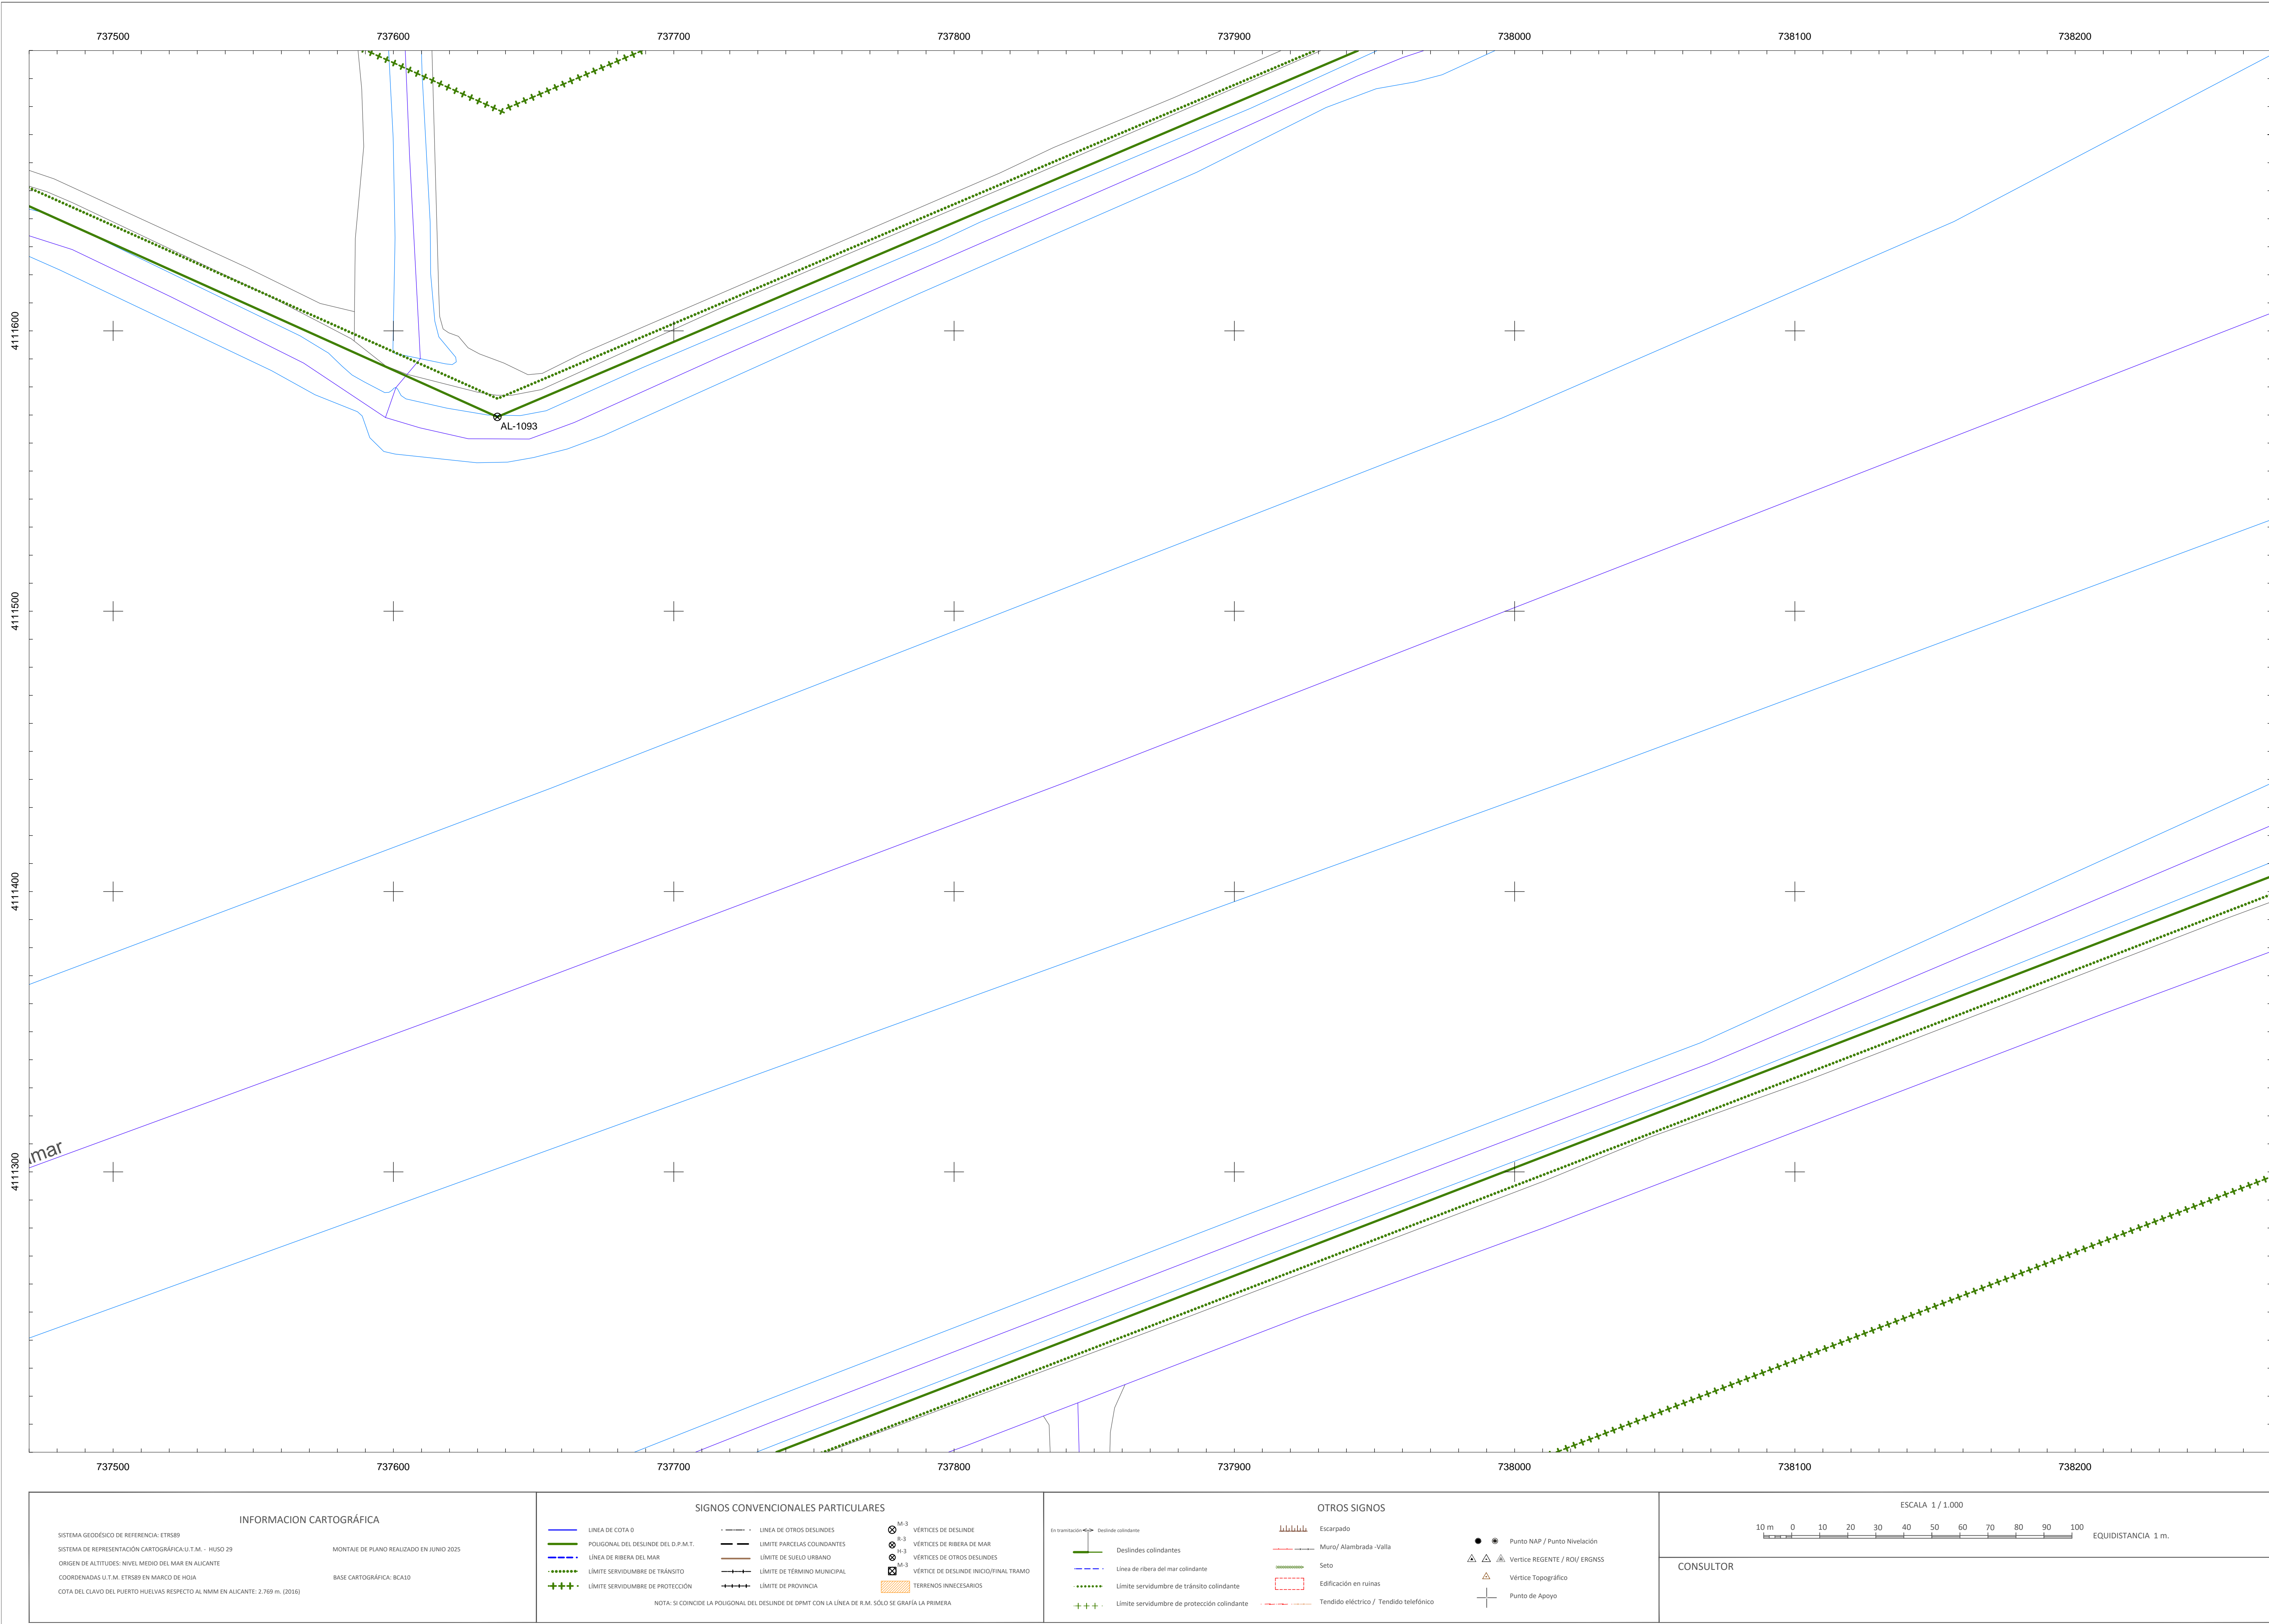 737500 737600 737700 737800 737900 738000 738100 738200
4111600
4111500
4111400
4111300
AL-1093
mar
737500 737600 737700 737800 737900 738000 738100 738200
INFORMACION CARTOGRÁFICA
SISTEMA GEODÉSICO DE REFERENCIA: ETRS89
SISTEMA DE REPRESENTACIÓN CARTOGRÁFICA:U.T.M. - HUSO 29
MONTAJE DE PLANO REALIZADO EN JUNIO 2025
ORIGEN DE ALTITUDES: NIVEL MEDIO DEL MAR EN ALICANTE
COORDENADAS U.T.M. ETRS89 EN MARCO DE HOJA
BASE CARTOGRÁFICA: BCA10
COTA DEL CLAVO DEL PUERTO HUELVAS RESPECTO AL NMM EN ALICANTE: 2.769 m. (2016)
SIGNOS CONVENCIONALES PARTICULARES
LINEA DE COTA 0
POLIGONAL DEL DESLINDE DEL D.P.M.T.
LÍNEA DE RIBERA DEL MAR
LÍMITE SERVIDUMBRE DE TRÁNSITO
LÍMITE SERVIDUMBRE DE PROTECCIÓN
LINEA DE OTROS DESLINDES
LIMITE PARCELAS COLINDANTES
LÍMITE DE SUELO URBANO
LÍMITE DE TÉRMINO MUNICIPAL
LÍMITE DE PROVINCIA
M-3 VÉRTICES DE DESLINDE
R-3 VÉRTICES DE RIBERA DE MAR
H-3 VÉRTICES DE OTROS DESLINDES
M-3 VÉRTICE DE DESLINDE INICIO/FINAL TRAMO
TERRENOS INNECESARIOS
NOTA: SI COINCIDE LA POLIGONAL DEL DESLINDE DE DPMT CON LA LÍNEA DE R.M. SÓLO SE GRAFÍA LA PRIMERA
OTROS SIGNOS
En tramitación Deslinde colindante
Deslindes colindantes
Línea de ribera del mar colindante
Límite servidumbre de tránsito colindante
Límite servidumbre de protección colindante
Escarpado
Muro/ Alambrada -Valla
Seto
Edificación en ruinas
Tendido eléctrico / Tendido telefónico
Punto NAP / Punto Nivelación
Vertice REGENTE / ROI/ ERGNSS
Vértice Topográfico
Punto de Apoyo
ESCALA 1 / 1.000
10 m 0 10 20 30 40 50 60 70 80 90 100
EQUIDISTANCIA 1 m.
CONSULTOR